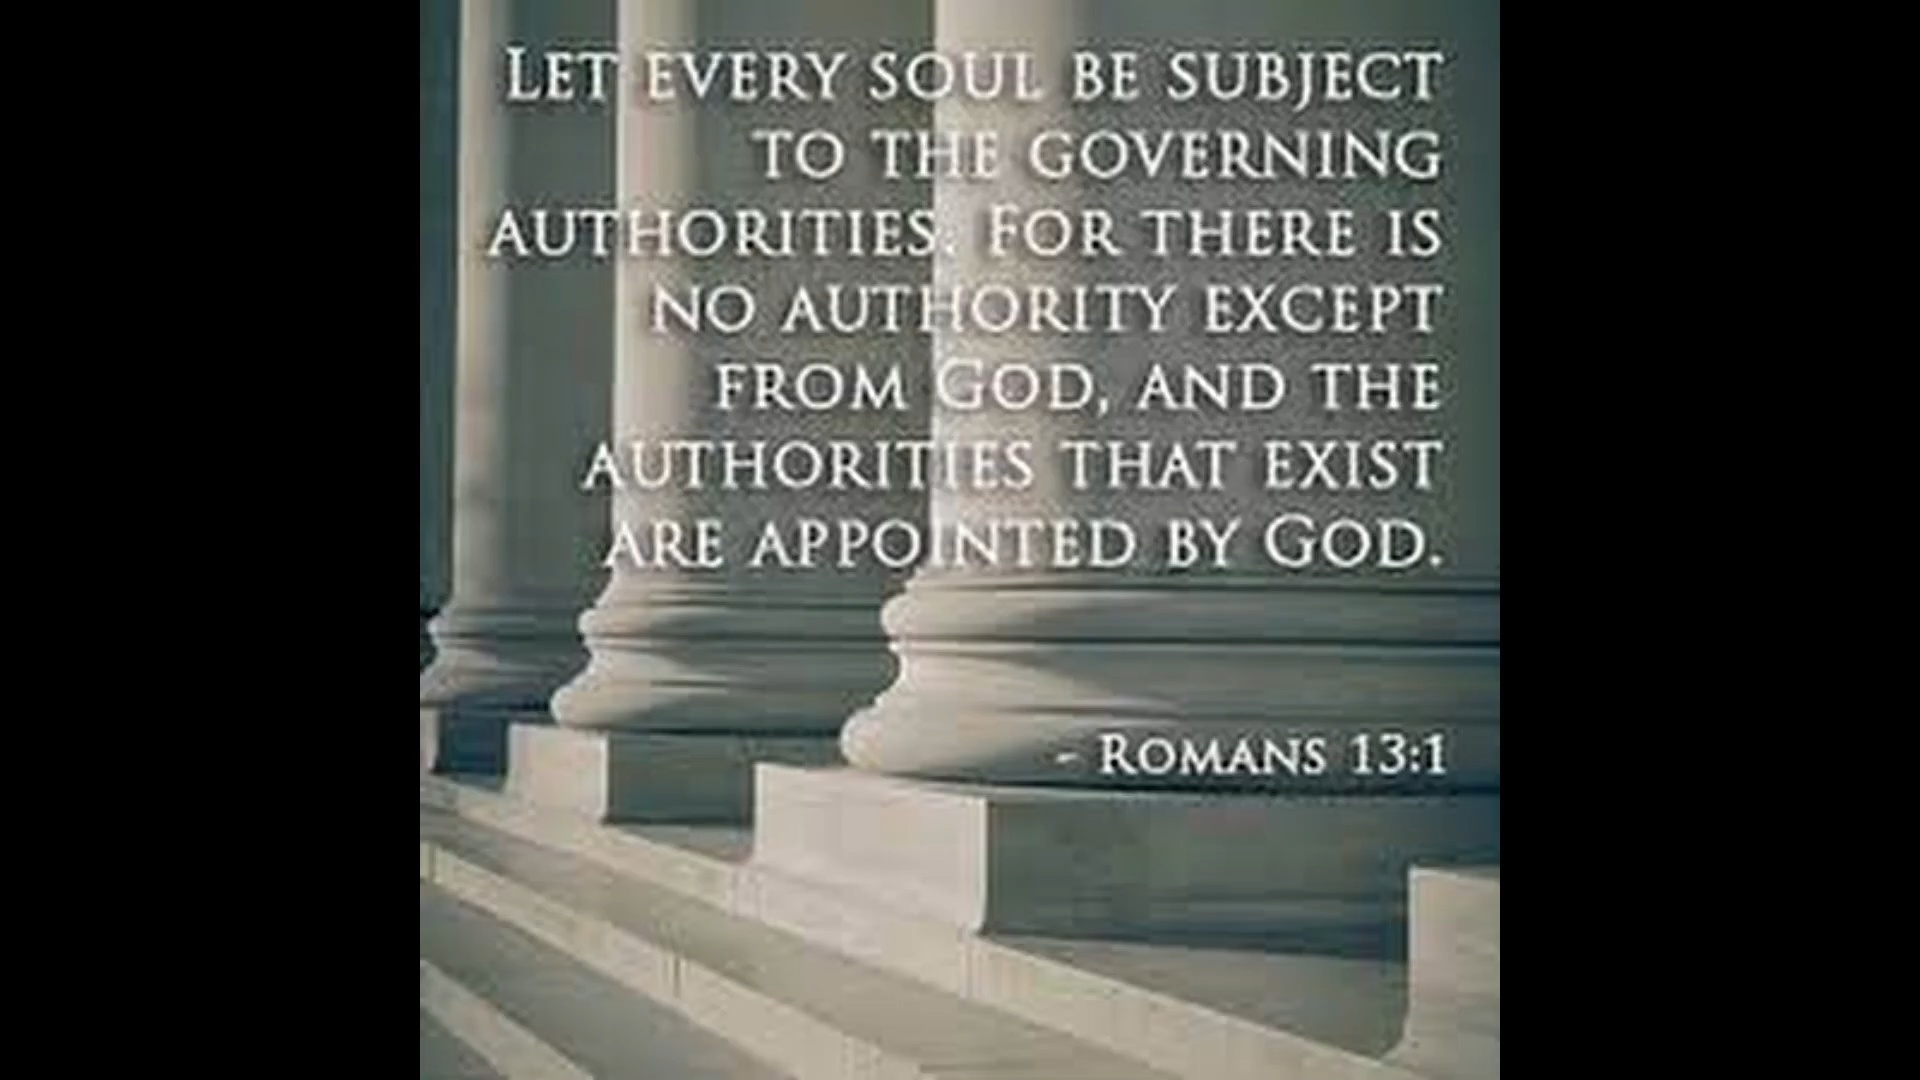 Let every soul be subject
to the governing
authorities. For there is
no authority except
from God, and the
authorities that exist
are appointed by God.
- Romans 13:1